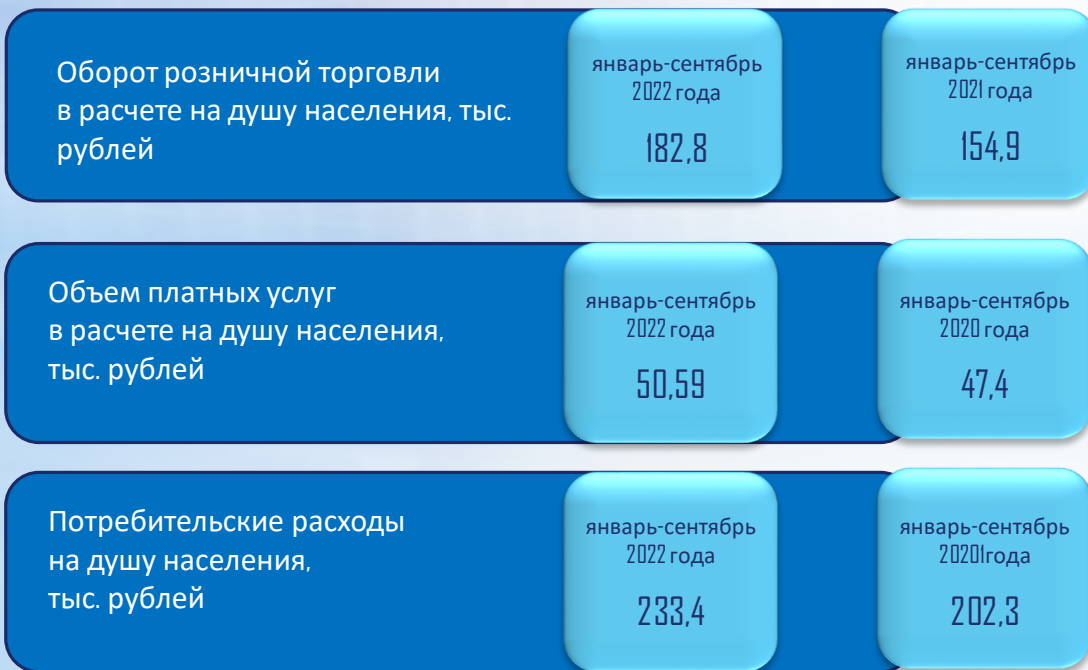 Оборот розничной торговли
в расчете на душу населения, тыс.
рублей
январь-сентябрь
2022 года
182,8
январь-сентябрь
2021 года
154,9
Объем платных услуг
в расчете на душу населения,
тыс. рублей
январь-сентябрь
2022 года
50,59
январь-сентябрь
2020 года
47,4
Потребительские расходы
на душу населения,
тыс. рублей
январь-сентябрь
2022 года
233,4
январь-сентябрь
20201года
202,3